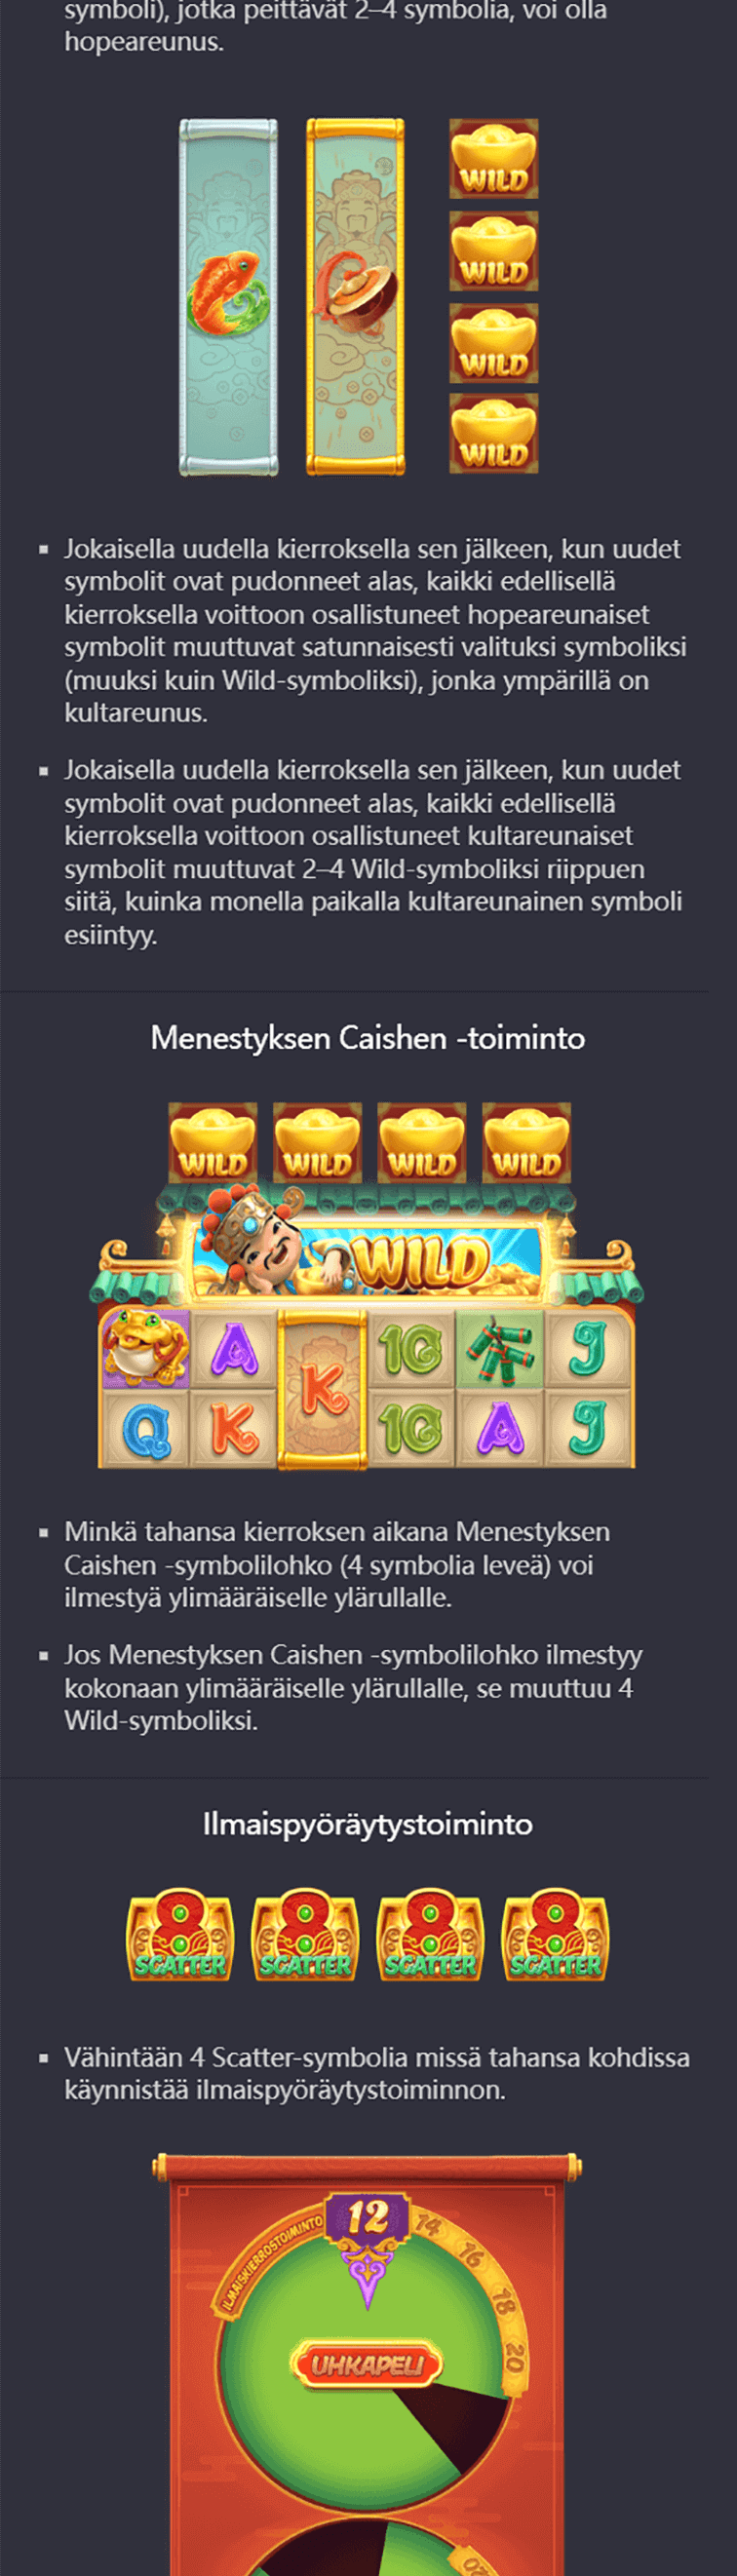 symboli), jotka peittävät 2–4 symbolia, voi olla
hopeareunus.
WILD
WILD
WILD
WILD
▪ Jokaisella uudella kierroksella sen jälkeen, kun uudet
symbolit ovat pudonneet alas, kaikki edellisellä
kierroksella voittoon osallistuneet hopeareunaiset
symbolit muuttuvat satunnaisesti valituksi symboliksi
(muuksi kuin Wild-symboliksi), jonka ympärillä on
kultareunus.
▪ Jokaisella uudella kierroksella sen jälkeen, kun uudet
symbolit ovat pudonneet alas, kaikki edellisellä
kierroksella voittoon osallistuneet kultareunaiset
symbolit muuttuvat 2–4 Wild-symboliksi riippuen
siitä, kuinka monella paikalla kultareunainen symboli
esiintyy.
Menestyksen Caishen -toiminto
WILD WILD WILD WILD
WILD
A K 10 J
Q K 10 A J
▪ Minkä tahansa kierroksen aikana Menestyksen
Caishen -symbolilohko (4 symbolia leveä) voi
ilmestyä ylimääräiselle ylärullalle.
▪ Jos Menestyksen Caishen -symbolilohko ilmestyy
kokonaan ylimääräiselle ylärullalle, se muuttuu 4
Wild-symboliksi.
Ilmaispyöräytystoiminto
8 8 8 8
SCATTER SCATTER SCATTER SCATTER
▪ Vähintään 4 Scatter-symbolia missä tahansa kohdissa
käynnistää ilmaispyöräytystoiminnon.
ILMAISKIERROSTOIMINTO 12 14 16 18 20
UHKAPELI
20